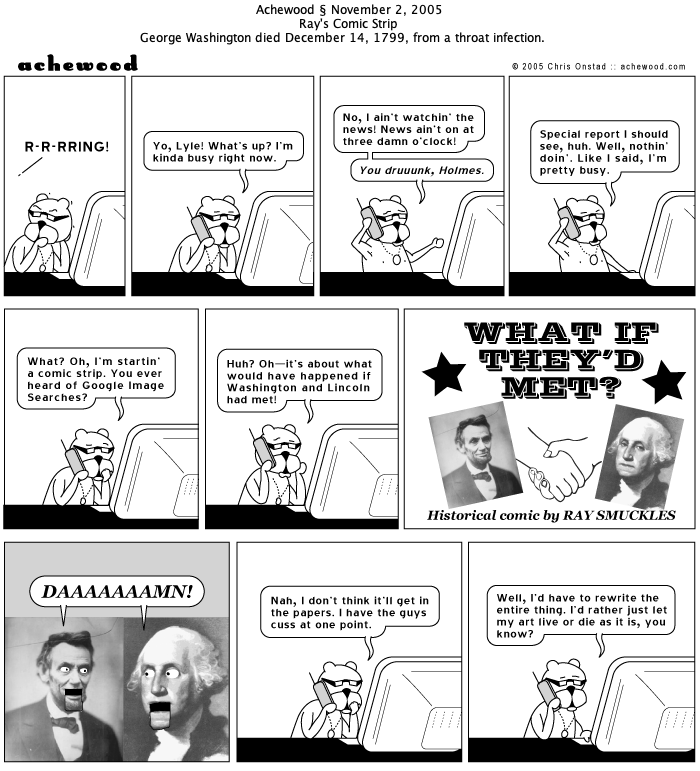 Achewood § November 2, 2005
Ray's Comic Strip
George Washington died December 14, 1799, from a throat infection.
achewood
© 2005 Chris Onstad :: achewood.com
R-R-RRING!
Yo, Lyle! What's up? I'm
kinda busy right now.
No, I ain't watchin' the
news! News ain't on at
three damn o'clock!
You druuunk, Holmes.
Special report I should
see, huh. Well, nothin'
doin'. Like I said, I'm
pretty busy.
What? Oh, I'm startin'
a comic strip. You ever
heard of Google Image
Searches?
Huh? Oh—it's about what
would have happened if
Washington and Lincoln
had met!
WHAT IF
THEY'D
MET?
Historical comic by RAY SMUCKLES
DAAAAAAAMN!
Nah, I don't think it'll get in
the papers. I have the guys
cuss at one point.
Well, I'd have to rewrite the
entire thing. I'd rather just let
my art live or die as it is, you
know?